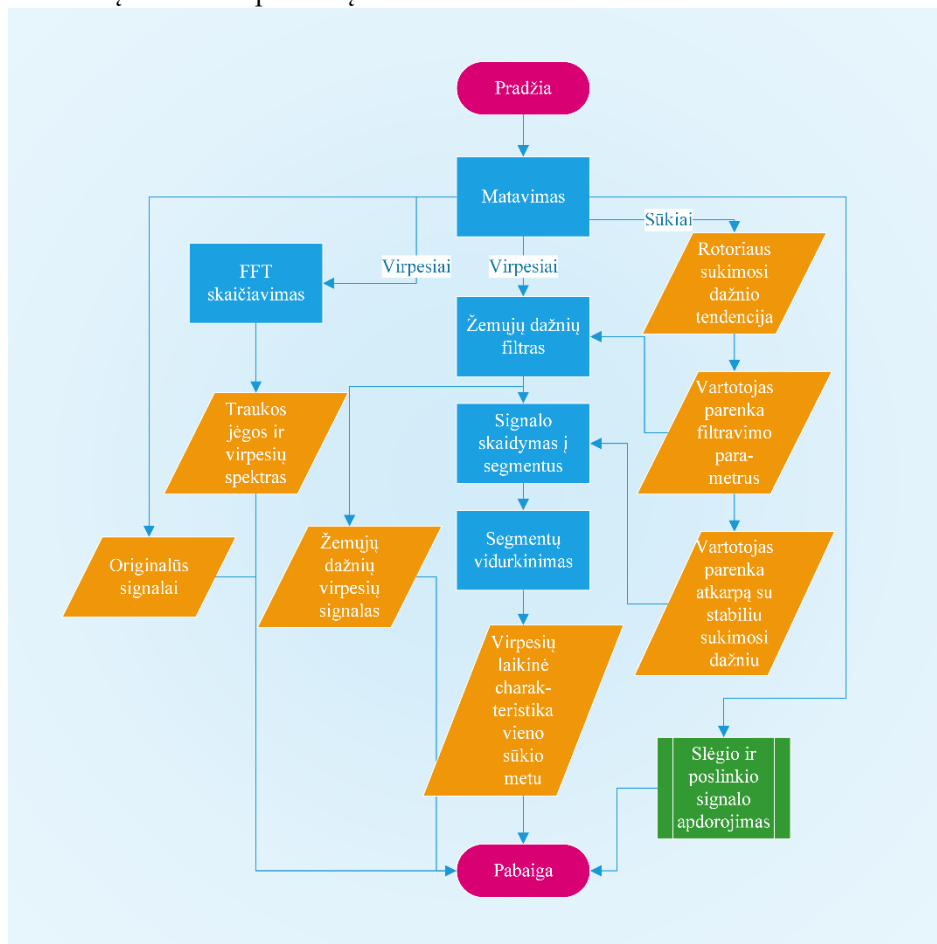 Pradžia
Matavimas
Sūkiai
Virpesiai
Virpesiai
FFT
skaičiavimas
Rotoriaus
sukimosi
dažnio
tendencija
Žemųjų dažnių
filtras
Vartotojas
parenka
filtravimo
para-
metrus
Traukos
jėgos ir
virpesių
spektras
Signalo
skaidymas į
segmentus
Originalūs
signalai
Žemųjų
dažnių
virpesių
signalas
Segmentų
vidurkinimas
Vartotojas
parenka
atkarpą su
stabiliu
sukimosi
dažniu
Virpesių
laikinė
charak-
teristika
vieno
sūkio
metu
Slėgio ir
poslinkio
signalo
apdorojimas
Pabaiga